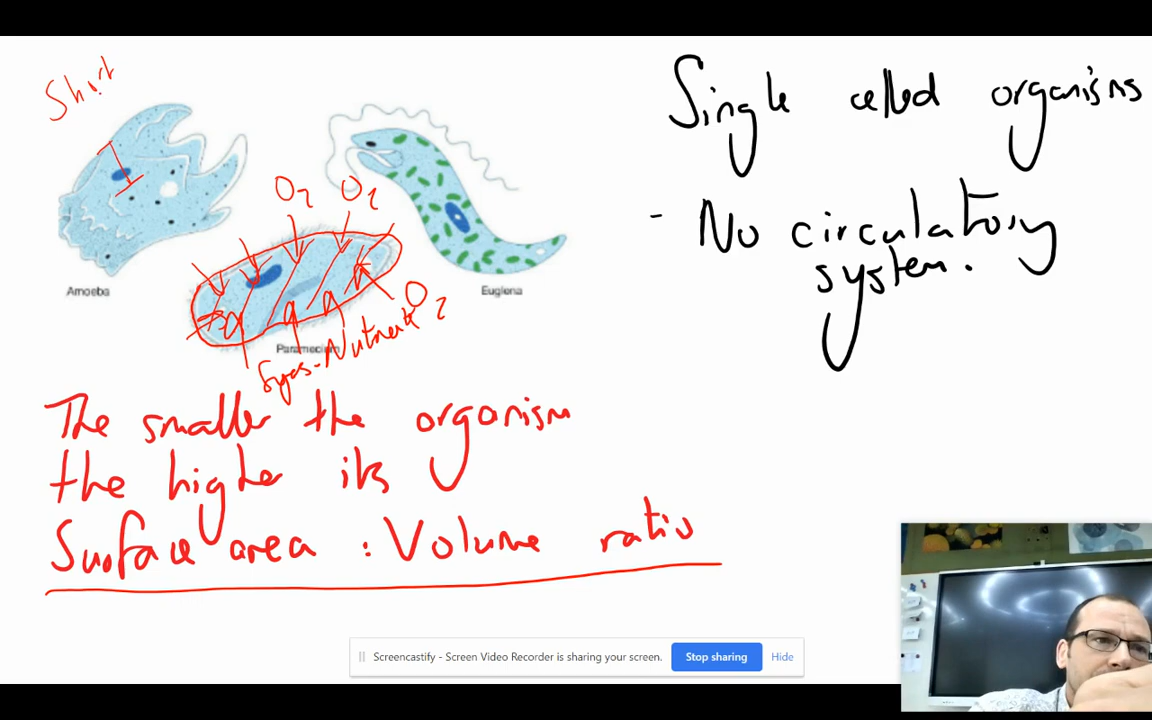 Short
Single celled organisms
O2 O2
- No circulatory
system.
Amoeba
Euglena
O2
Paramecium
Nutrients
The smaller the organism
the higher its
Surface area : Volume ratio
Screencastify - Screen Video Recorder is sharing your screen.
Stop sharing
Hide